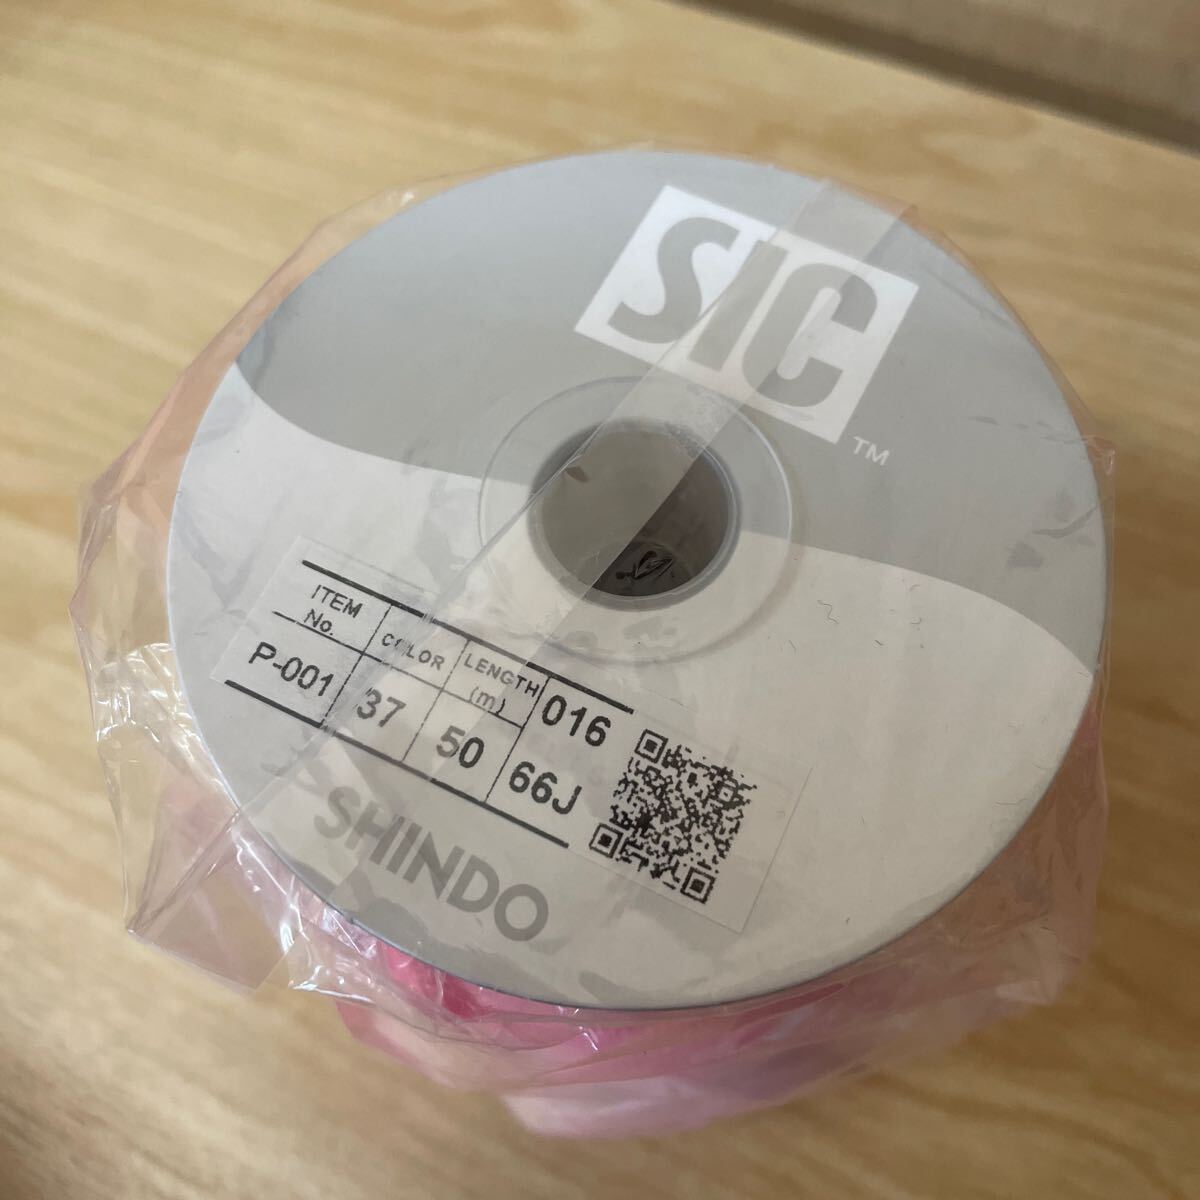 SIC
TM
ITEM No.
COLOR
LENGTH (m)
016
P-001
37
50
66J
SHINDO